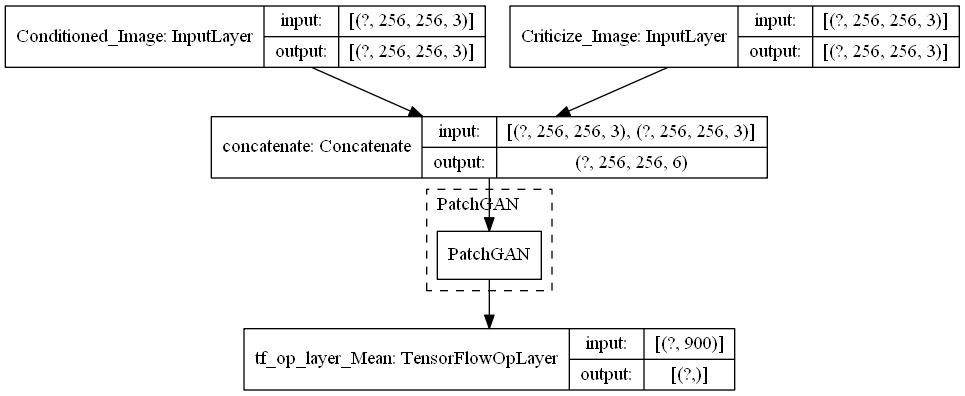 Conditioned_Image: InputLayer
input:
[(?, 256, 256, 3)]
output:
[(?, 256, 256, 3)]
Criticize_Image: InputLayer
input:
[(?, 256, 256, 3)]
output:
[(?, 256, 256, 3)]
concatenate: Concatenate
input:
[(?, 256, 256, 3), (?, 256, 256, 3)]
output:
(?, 256, 256, 6)
PatchGAN
PatchGAN
tf_op_layer_Mean: TensorFlowOpLayer
input:
[(?, 900)]
output:
[(?,)]